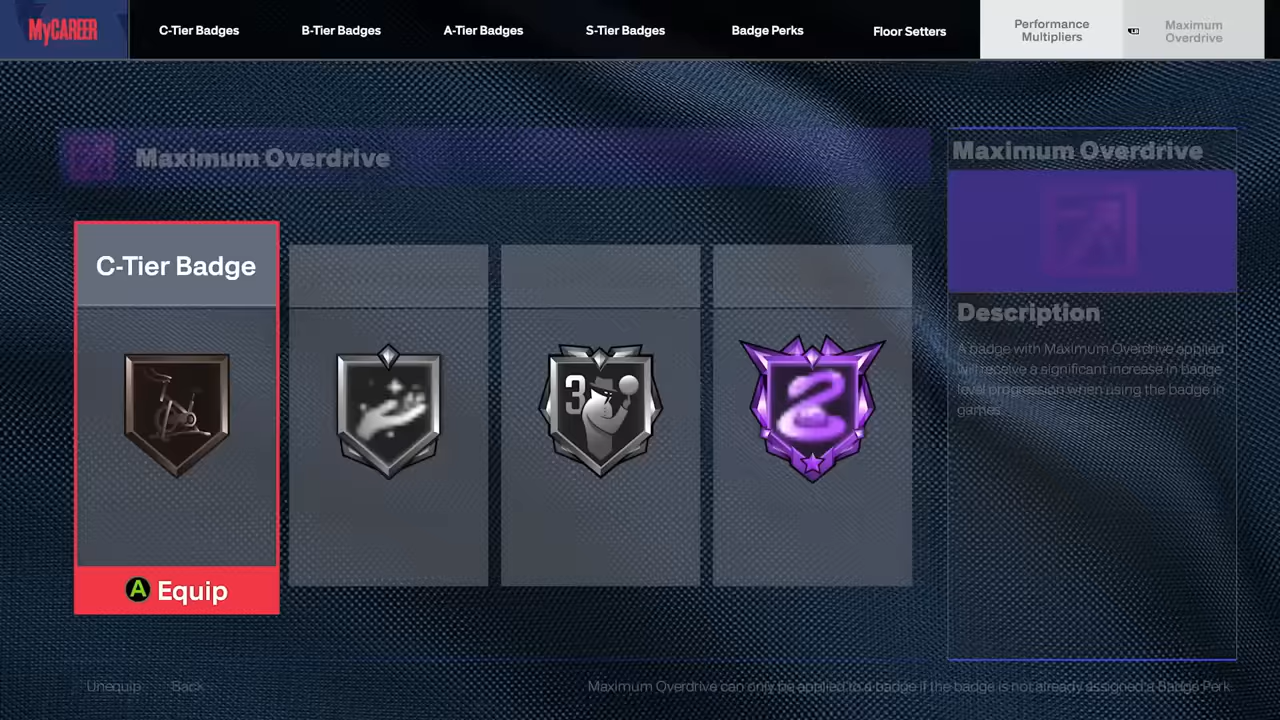 MyCAREER
C-Tier Badges
B-Tier Badges
A-Tier Badges
S-Tier Badges
Badge Perks
Floor Setters
Performance
Multipliers
LB
Maximum
Overdrive
Maximum Overdrive
Maximum Overdrive
C-Tier Badge
3
A Equip
Description
A badge with Maximum Overdrive applied
will receive a significant increase in badge
level progression when using the badge in
games.
Unequip
Back
Maximum Overdrive can only be applied to a badge if the badge is not already assigned a Badge Perk.